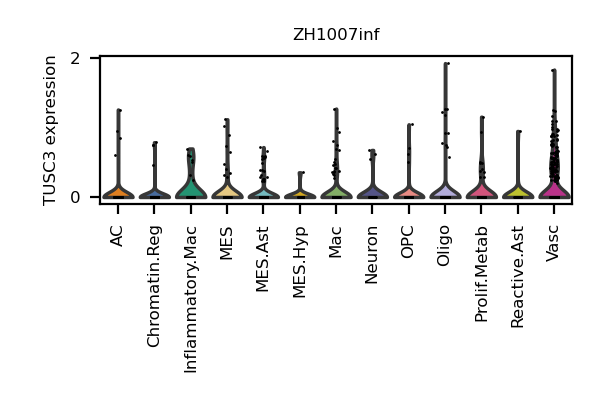 ZH1007inf
TUSC3 expression
2
0
AC
Chromatin.Reg
Inflammatory.Mac
MES
MES.Ast
MES.Hyp
Mac
Neuron
OPC
Oligo
Prolif.Metab
Reactive.Ast
Vasc